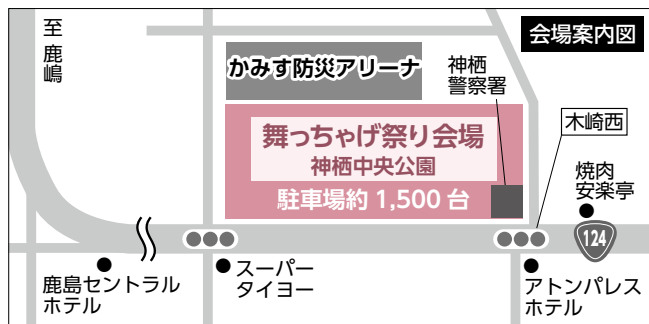 会場案内図
至 鹿嶋
かみす防災アリーナ
神栖
警察署
舞っちゃげ祭り会場
神栖中央公園
駐車場約 1,500 台
木崎西
焼肉
安楽亭
124
鹿島セントラル
ホテル
スーパー
タイヨー
アトンパレス
ホテル